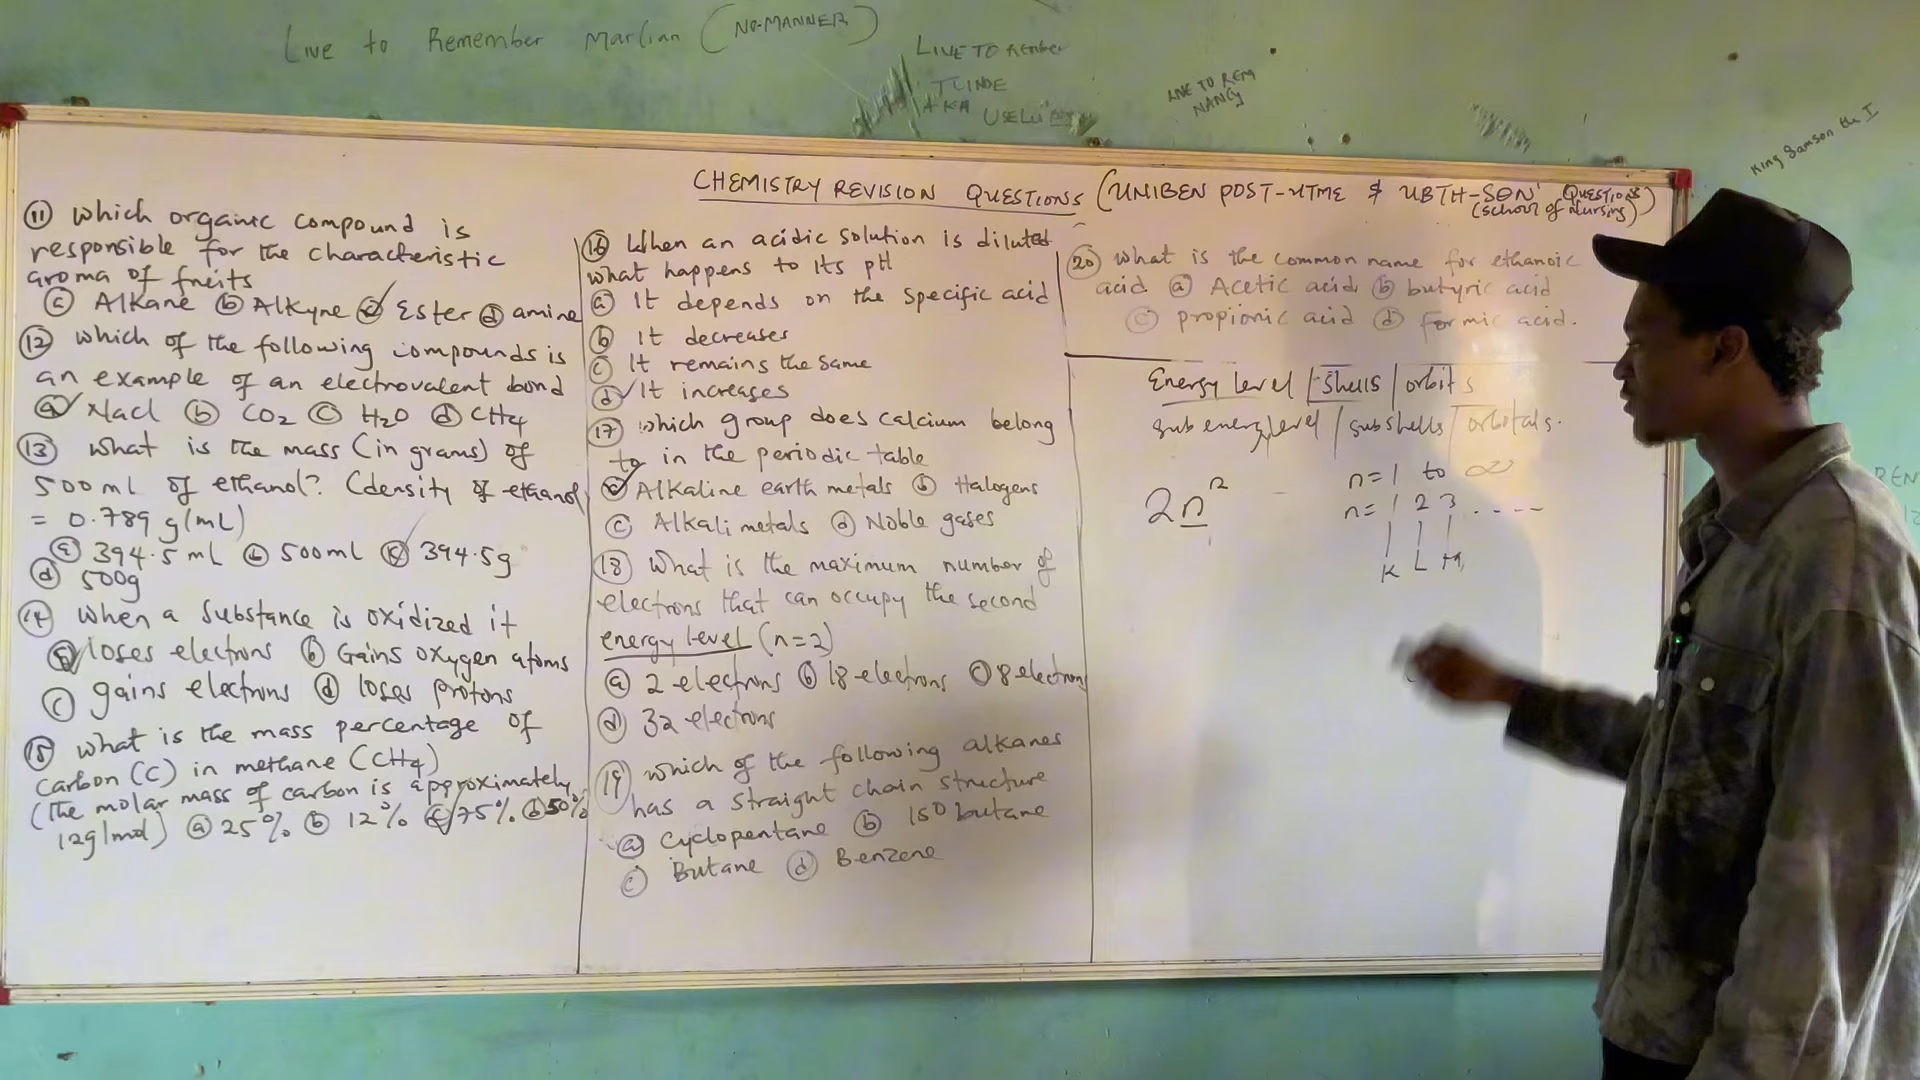 Live to Remember Marlian (NO-MANNER)
LIVE TO Rember
TUNDE
AKA USELU
LIVE TO REM
NANCY
King Samson the I
CHEMISTRY REVISION QUESTIONS (UNIBEN POST-UTME & UBTH-SON QUESTIONS)
(School of Nursing)
(11) Which organic compound is
responsible for the characteristic
aroma of fruits
(a) Alkane (b) Alkyne (c) Ester (d) amine
(12) which of the following compounds is
an example of an electrovalent bond
(a) Nacl (b) CO2 (c) H2O (d) CH4
(13) what is the mass (in grams) of
500mL of ethanol? (density of ethanol
= 0.789 g/mL)
(a) 394.5 mL (b) 500ml (c) 394.5g
(d) 500g
(14) when a substance is oxidized it
(a) loses electrons (b) Gains oxygen atoms
(c) gains electrons (d) loses protons
(15) what is the mass percentage of
carbon (C) in methane (CH4)
(the molar mass of carbon is approximately
12g/mol) (a) 25% (b) 12% (c) 75% (d) 50%
(16) When an acidic solution is diluted
what happens to its pH
(a) It depends on the specific acid
(b) It decreases
(c) It remains the same
(d) It increases
(17) which group does calcium belong
to in the periodic table
(a) Alkaline earth metals (b) Halogens
(c) Alkali metals (d) Noble gases
(18) What is the maximum number of
electrons that can occupy the second
energy level (n=2)
(a) 2 electrons (b) 18 electrons (c) 8 electrons
(d) 32 electrons
(19) which of the following alkanes
has a straight chain structure
(a) Cyclopentane (b) Isobutane
(c) Butane (d) Benzene
(20) what is the common name for ethanoic
acid (a) Acetic acid (b) butyric acid
(c) propionic acid (d) formic acid.
Energy level / shells / orbits
sub energy level / subshells / orbitals.
2n²
n=1 to ∞
n= 1 2 3 . . . .
K L M